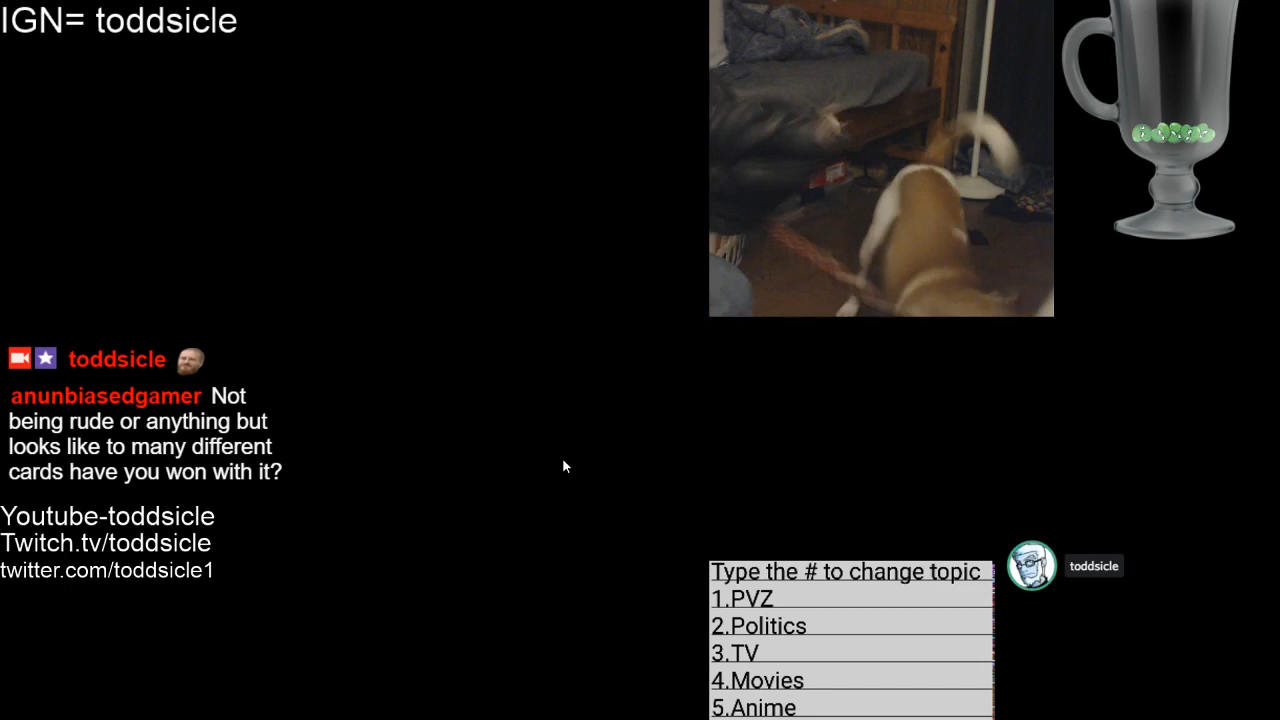 IGN= toddsicle
toddsicle
anunbiasedgamer Not
being rude or anything but
looks like to many different
cards have you won with it?
Youtube-toddsicle
Twitch.tv/toddsicle
twitter.com/toddsicle1
Type the # to change topic
1.PVZ
2.Politics
3.TV
4.Movies
5.Anime
toddsicle